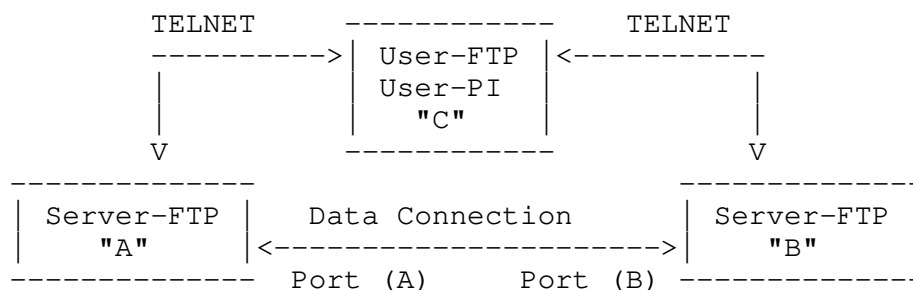 TELNET TELNET
User-FTP
User-PI
"C"
Server-FTP Data Connection Server-FTP
"A" "B"
Port (A) Port (B)